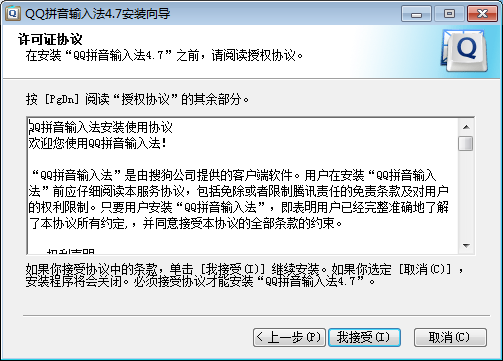 QQ拼音输入法4.7安装向导
许可证协议
在安装“QQ拼音输入法4.7”之前，请阅读授权协议。
Q
按 [PgDn] 阅读“授权协议”的其余部分。
QQ拼音输入法安装使用协议
欢迎您使用QQ拼音输入法！
“QQ拼音输入法”是由搜狗公司提供的客户端软件。用户在安装“QQ拼音输入
法”前应仔细阅读本服务协议，包括免除或者限制腾讯责任的免责条款及对用户
的权利限制。只要用户安装“QQ拼音输入法”，即表明用户已经完整准确地了解
了本协议所有约定,，并同意接受本协议的全部条款的约束。
权利声明
如果你接受协议中的条款，单击 [我接受(I)] 继续安装。如果你选定 [取消(C)] ，
安装程序将会关闭。必须接受协议才能安装“QQ拼音输入法4.7”。
< 上一步(P)
我接受(I)
取消(C)